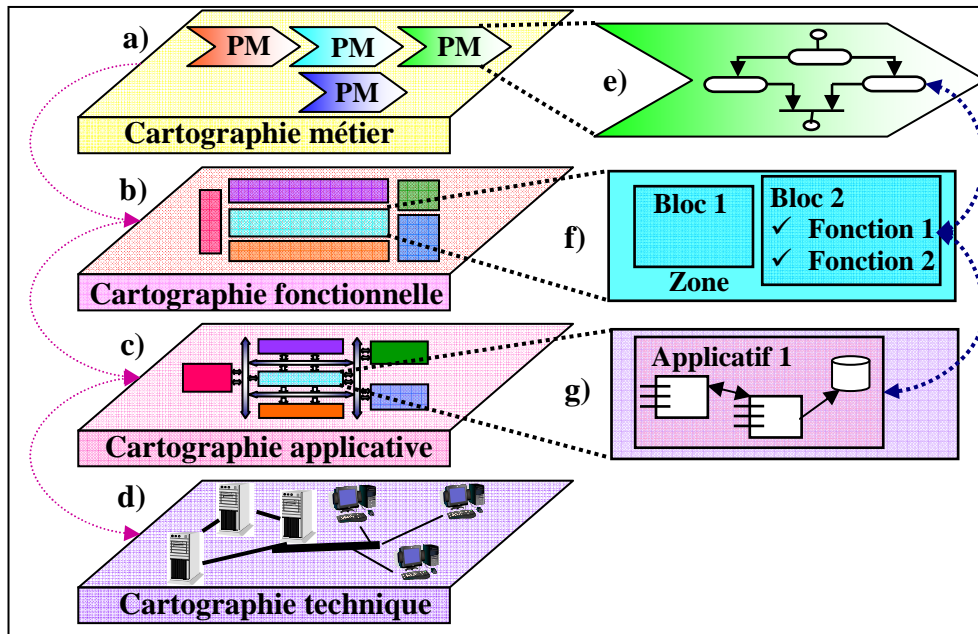 a)
PM PM PM
PM
Cartographie métier
e)
b)
Cartographie fonctionnelle
f)
Bloc 1
Bloc 2
✓ Fonction 1
✓ Fonction 2
Zone
c)
Cartographie applicative
g)
Applicatif 1
d)
Cartographie technique